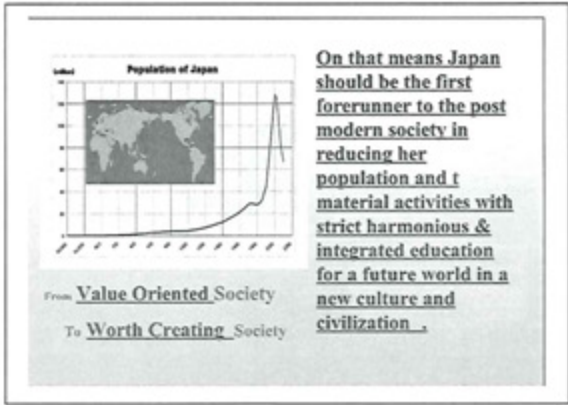 Population of Japan
On that means Japan
should be the first
forerunner to the post
modern society in
reducing her
population and t
material activities with
strict harmonious &
integrated education
for a future world in a
new culture and
civilization .
From Value Oriented Society
To Worth Creating Society